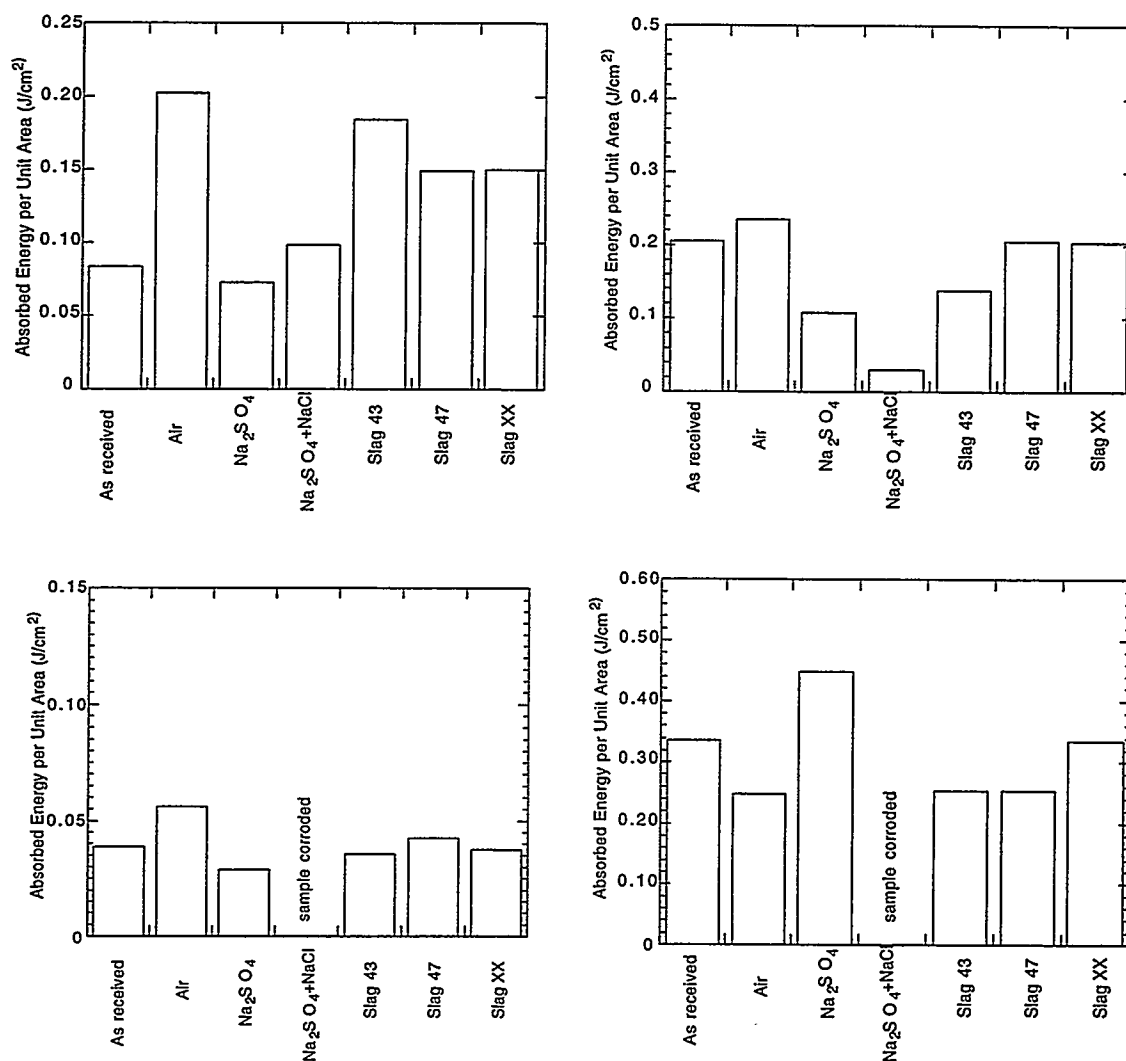 Absorbed Energy per Unit Area (J/cm²)
0.25
0.20
0.15
0.10
0.05
0
As received
Air
Na₂S O₄
Na₂S O₄+NaCl
Slag 43
Slag 47
Slag XX
Absorbed Energy per Unit Area (J/cm²)
0.5
0.4
0.3
0.2
0.1
0
As received
Air
Na₂S O₄
Na₂S O₄+NaCl
Slag 43
Slag 47
Slag XX
Absorbed Energy per Unit Area (J/cm²)
0.15
0.10
0.05
0
sample corroded
As received
Air
Na₂S O₄
Na₂S O₄+NaCl
Slag 43
Slag 47
Slag XX
Absorbed Energy per Unit Area (J/cm²)
0.60
0.50
0.40
0.30
0.20
0.10
0
sample corroded
As received
Air
Na₂S O₄
Na₂S O₄+NaCl
Slag 43
Slag 47
Slag XX